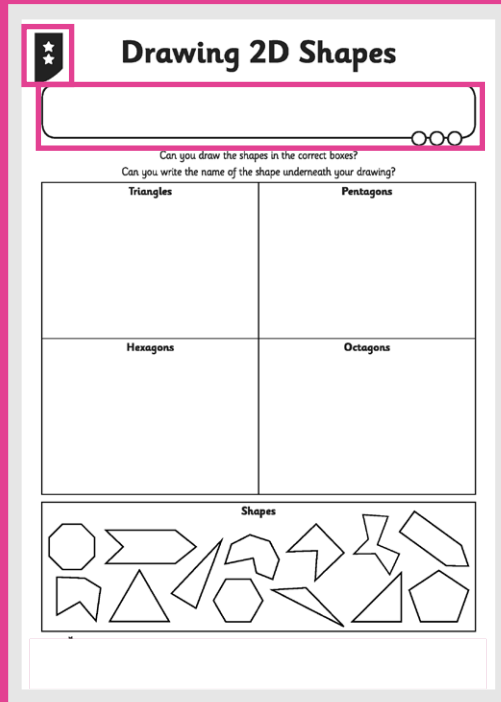 Drawing 2D Shapes
Can you draw the shapes in the correct boxes?
Can you write the name of the shape underneath your drawing?
Triangles
Pentagons
Hexagons
Octagons
Shapes